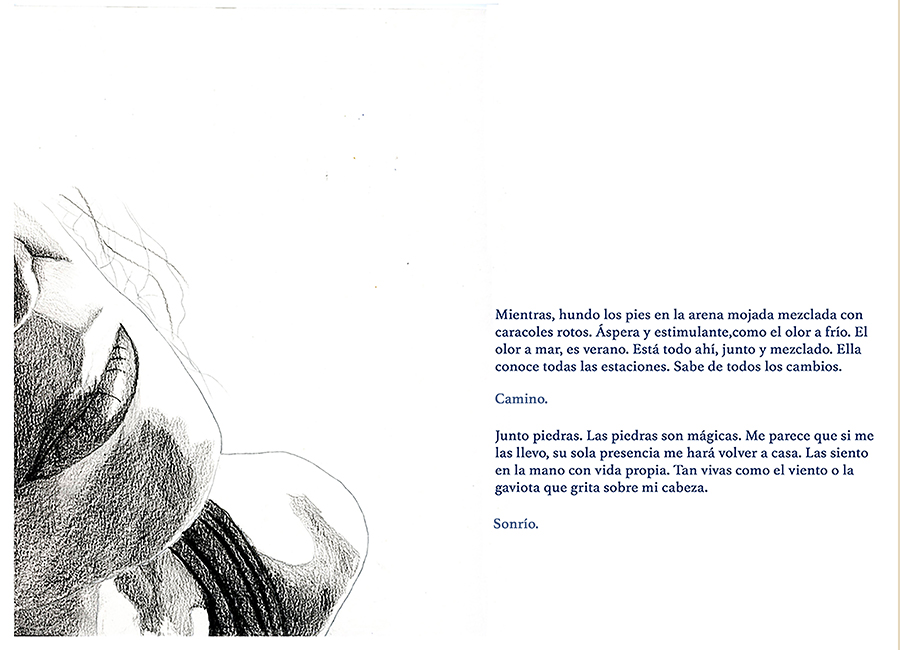 Mientras, hundo los pies en la arena mojada mezclada con
caracoles rotos. Áspera y estimulante,como el olor a frío. El
olor a mar, es verano. Está todo ahí, junto y mezclado. Ella
conoce todas las estaciones. Sabe de todos los cambios.
Camino.
Junto piedras. Las piedras son mágicas. Me parece que si me
las llevo, su sola presencia me hará volver a casa. Las siento
en la mano con vida propia. Tan vivas como el viento o la
gaviota que grita sobre mi cabeza.
Sonrío.